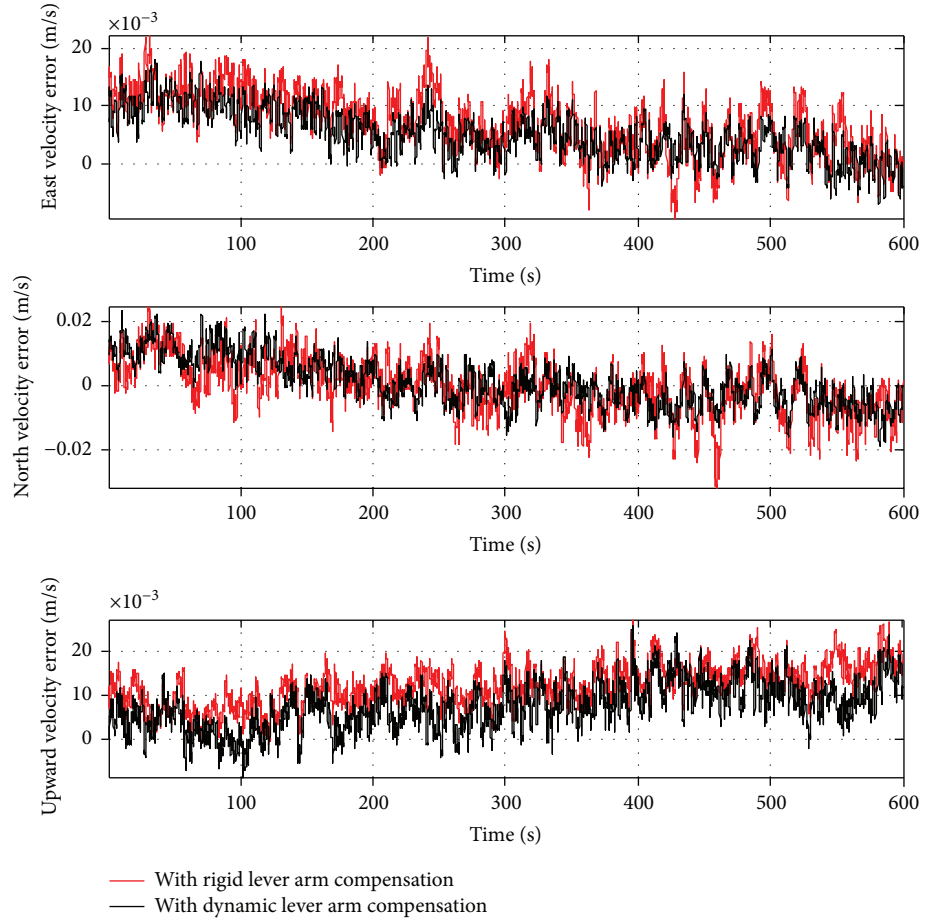 ×10⁻³
East velocity error (m/s)
20
10
0
100 200 300 400 500 600
Time (s)
North velocity error (m/s)
0.02
0
−0.02
100 200 300 400 500 600
Time (s)
×10⁻³
Upward velocity error (m/s)
20
10
0
100 200 300 400 500 600
Time (s)
With rigid lever arm compensation
With dynamic lever arm compensation